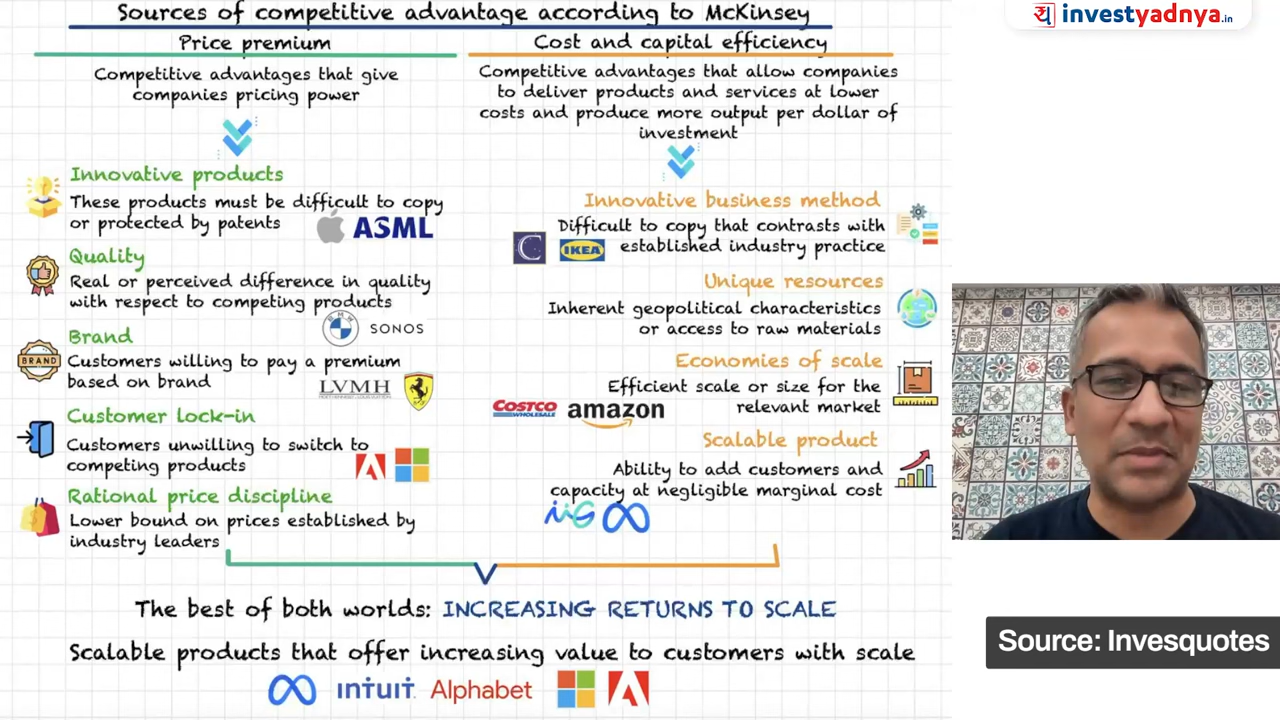 Sources of competitive advantage according to McKinsey
यै investyadnya.in
Price premium
Competitive advantages that give
companies pricing power
Innovative products
These products must be difficult to copy
or protected by patents
ASML
Quality
Real or perceived difference in quality
with respect to competing products
BMW
SONOS
Brand
BRAND
Customers willing to pay a premium
based on brand
LVMH
Customer lock-in
Customers unwilling to switch to
competing products
Rational price discipline
Lower bound on prices established by
industry leaders
Cost and capital efficiency
Competitive advantages that allow companies
to deliver products and services at lower
costs and produce more output per dollar of
investment
Innovative business method
Difficult to copy that contrasts with
established industry practice
C
IKEA
Unique resources
Inherent geopolitical characteristics
or access to raw materials
Economies of scale
Efficient scale or size for the
relevant market
COSTCO
WHOLESALE
amazon
Scalable product
Ability to add customers and
capacity at negligible marginal cost
The best of both worlds: INCREASING RETURNS TO SCALE
Scalable products that offer increasing value to customers with scale
INTUIT Alphabet
Source: Invesquotes